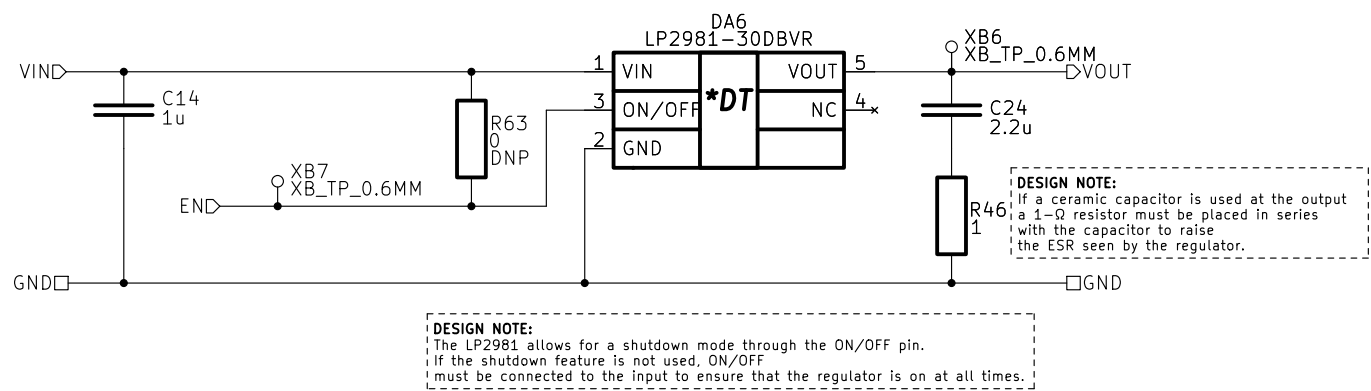 DA6
LP2981-30DBVR
VIN
C14
1u
R63
0
DNP
XB7
XB_TP_0.6MM
EN
GND
1
3
2
VIN
ON/OFF
GND
*DT
VOUT
NC
5
4
XB6
XB_TP_0.6MM
VOUT
C24
2.2u
R46
1
GND
DESIGN NOTE:
If a ceramic capacitor is used at the output
a 1-Ω resistor must be placed in series
with the capacitor to raise
the ESR seen by the regulator.
DESIGN NOTE:
The LP2981 allows for a shutdown mode through the ON/OFF pin.
If the shutdown feature is not used, ON/OFF
must be connected to the input to ensure that the regulator is on at all times.